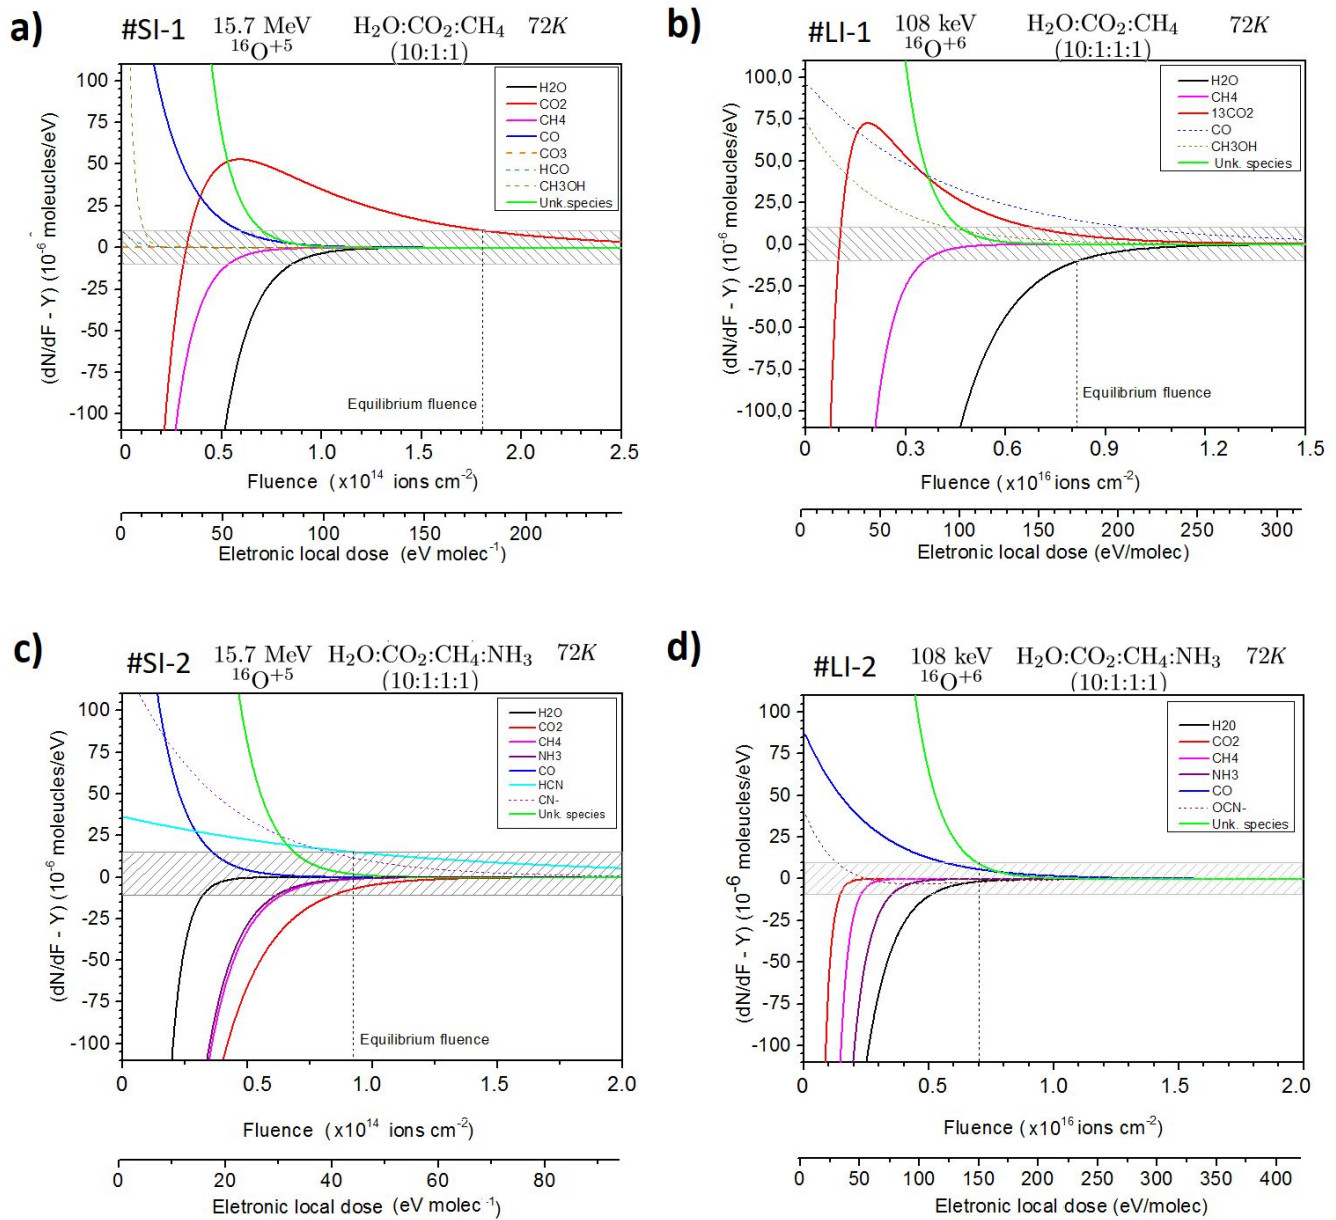 a)
#SI-1
15.7 MeV
¹⁶O⁺⁵
H₂O:CO₂:CH₄
(10:1:1)
72K
100
75
50
25
0
-25
-50
-75
-100
(dN/dF - Y) (10⁻⁶ moleucles/eV)
H2O
CO2
CH4
CO
CO3
HCO
CH3OH
Unk.species
Equilibrium fluence
0
0.5
1.0
1.5
2.0
2.5
Fluence (x10¹⁴ ions cm⁻²)
0
50
100
150
200
Eletronic local dose (eV molec⁻¹)
b)
#LI-1
108 keV
¹⁶O⁺⁶
H₂O:CO₂:CH₄
(10:1:1:1)
72K
100,0
75,0
50,0
25,0
0,0
-25,0
-50,0
-75,0
-100,0
(dN/dF - Y) (10⁻⁶ moleucles/eV)
H2O
CH4
13CO2
CO
CH3OH
Unk. species
Equilibrium fluence
0
0.3
0.6
0.9
1.2
1.5
Fluence (x10¹⁶ ions cm⁻²)
0
50
100
150
200
250
300
Eletronic local dose (eV/molec)
c)
#SI-2
15.7 MeV
¹⁶O⁺⁵
H₂O:CO₂:CH₄:NH₃
(10:1:1:1)
72K
100
75
50
25
0
-25
-50
-75
-100
(dN/dF - Y) (10⁻⁶ moleucles/eV)
H2O
CO2
CH4
NH3
CO
HCN
CN-
Unk. species
Equilibrium fluence
0
0.5
1.0
1.5
2.0
Fluence (x10¹⁴ ions cm⁻²)
0
20
40
60
80
Eletronic local dose (eV molec⁻¹)
d)
#LI-2
108 keV
¹⁶O⁺⁶
H₂O:CO₂:CH₄:NH₃
(10:1:1:1)
72K
100
75
50
25
0
-25
-50
-75
-100
(dN/dF - Y) (10⁻⁶ moleucles/eV)
H20
CO2
CH4
NH3
CO
OCN-
Unk. species
Equilibrium fluence
0
0.5
1.0
1.5
2.0
Fluence (x10¹⁶ ions cm⁻²)
0
50
100
150
200
250
300
350
400
Eletronic local dose (eV/molec)